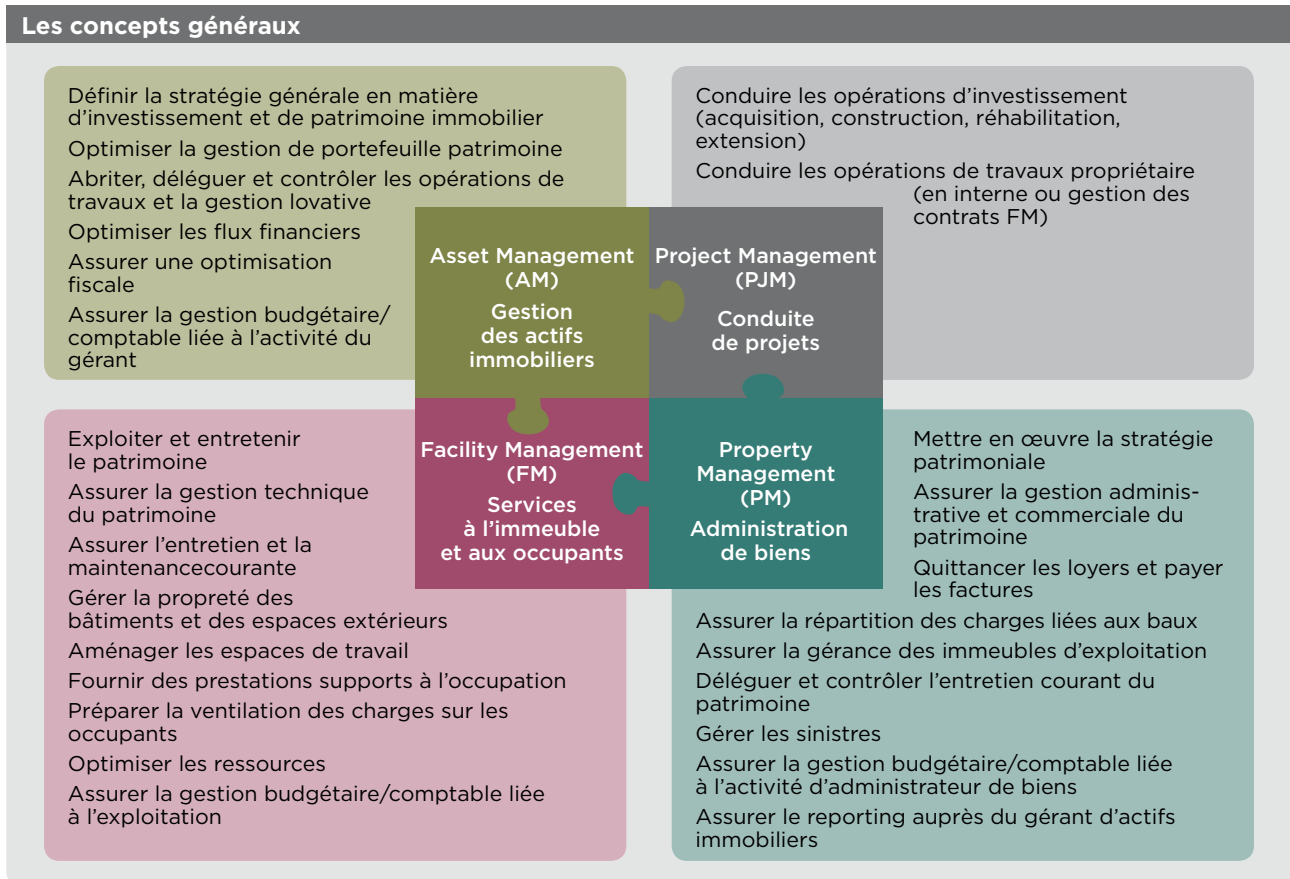 Les concepts généraux
Définir la stratégie générale en matière
d'investissement et de patrimoine immobilier
Optimiser la gestion de portefeuille patrimoine
Abriter, déléguer et contrôler les opérations de
travaux et la gestion lovative
Optimiser les flux financiers
Assurer une optimisation
fiscale
Assurer la gestion budgétaire/
comptable liée à l'activité du
gérant
Conduire les opérations d'investissement
(acquisition, construction, réhabilitation,
extension)
Conduire les opérations de travaux propriétaire
(en interne ou gestion des
contrats FM)
Asset Management
(AM)
Gestion
des actifs
immobiliers
Project Management
(PJM)
Conduite
de projets
Facility Management
(FM)
Services
à l'immeuble
et aux occupants
Property
Management
(PM)
Administration
de biens
Exploiter et entretenir
le patrimoine
Assurer la gestion technique
du patrimoine
Assurer l'entretien et la
maintenancecourante
Gérer la propreté des
bâtiments et des espaces extérieurs
Aménager les espaces de travail
Fournir des prestations supports à l'occupation
Préparer la ventilation des charges sur les
occupants
Optimiser les ressources
Assurer la gestion budgétaire/comptable liée
à l'exploitation
Mettre en œuvre la stratégie
patrimoniale
Assurer la gestion adminis-
trative et commerciale du
patrimoine
Quittancer les loyers et payer
les factures
Assurer la répartition des charges liées aux baux
Assurer la gérance des immeubles d'exploitation
Déléguer et contrôler l'entretien courant du
patrimoine
Gérer les sinistres
Assurer la gestion budgétaire/comptable liée
à l'activité d'administrateur de biens
Assurer le reporting auprès du gérant d'actifs
immobiliers